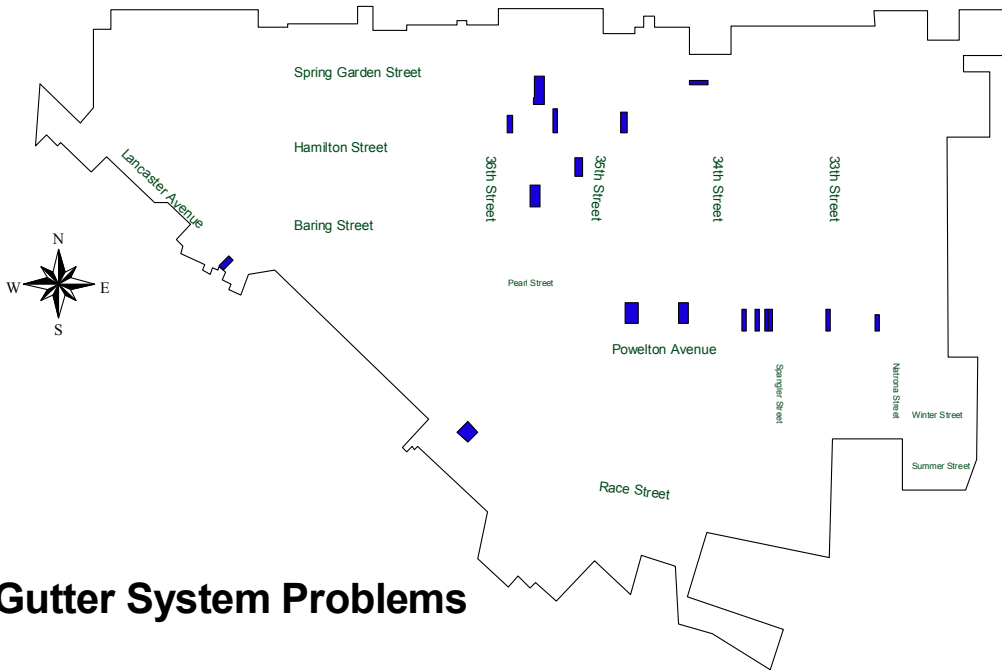 Spring Garden Street
Hamilton Street
Lancaster Avenue
36th Street
35th Street
34th Street
33th Street
Baring Street
N
W
E
S
Pearl Street
Powelton Avenue
Spangler Street
Natrona Street
Winter Street
Summer Street
Race Street
Gutter System Problems